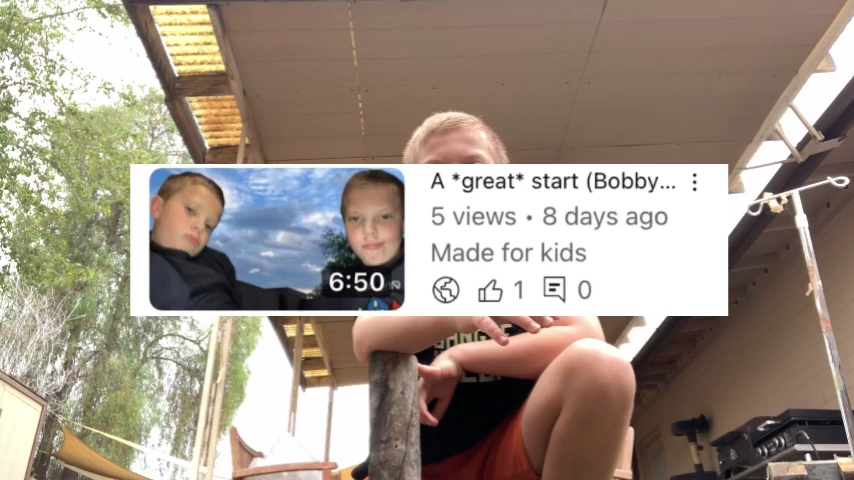 A *great* start (Bobby...
5 views • 8 days ago
Made for kids
6:50
1
0